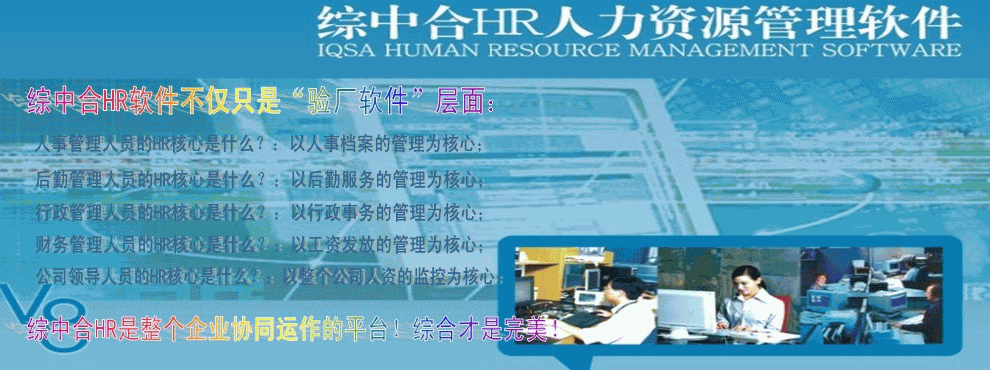 综中合HR人力资源管理软件
IQSA HUMAN RESOURCE MANAGEMENT SOFTWARE
综中合HR软件不仅只是“验厂软件”层面：
人事管理人员的HR核心是什么？：以人事档案的管理为核心；
后勤管理人员的HR核心是什么？：以后勤服务的管理为核心；
行政管理人员的HR核心是什么？：以行政事务的管理为核心；
财务管理人员的HR核心是什么？：以工资发放的管理为核心；
公司领导人员的HR核心是什么？：以整个公司人资的监控为核心；
V8
综中合HR是整个企业协同运作的平台！综合才是完美！